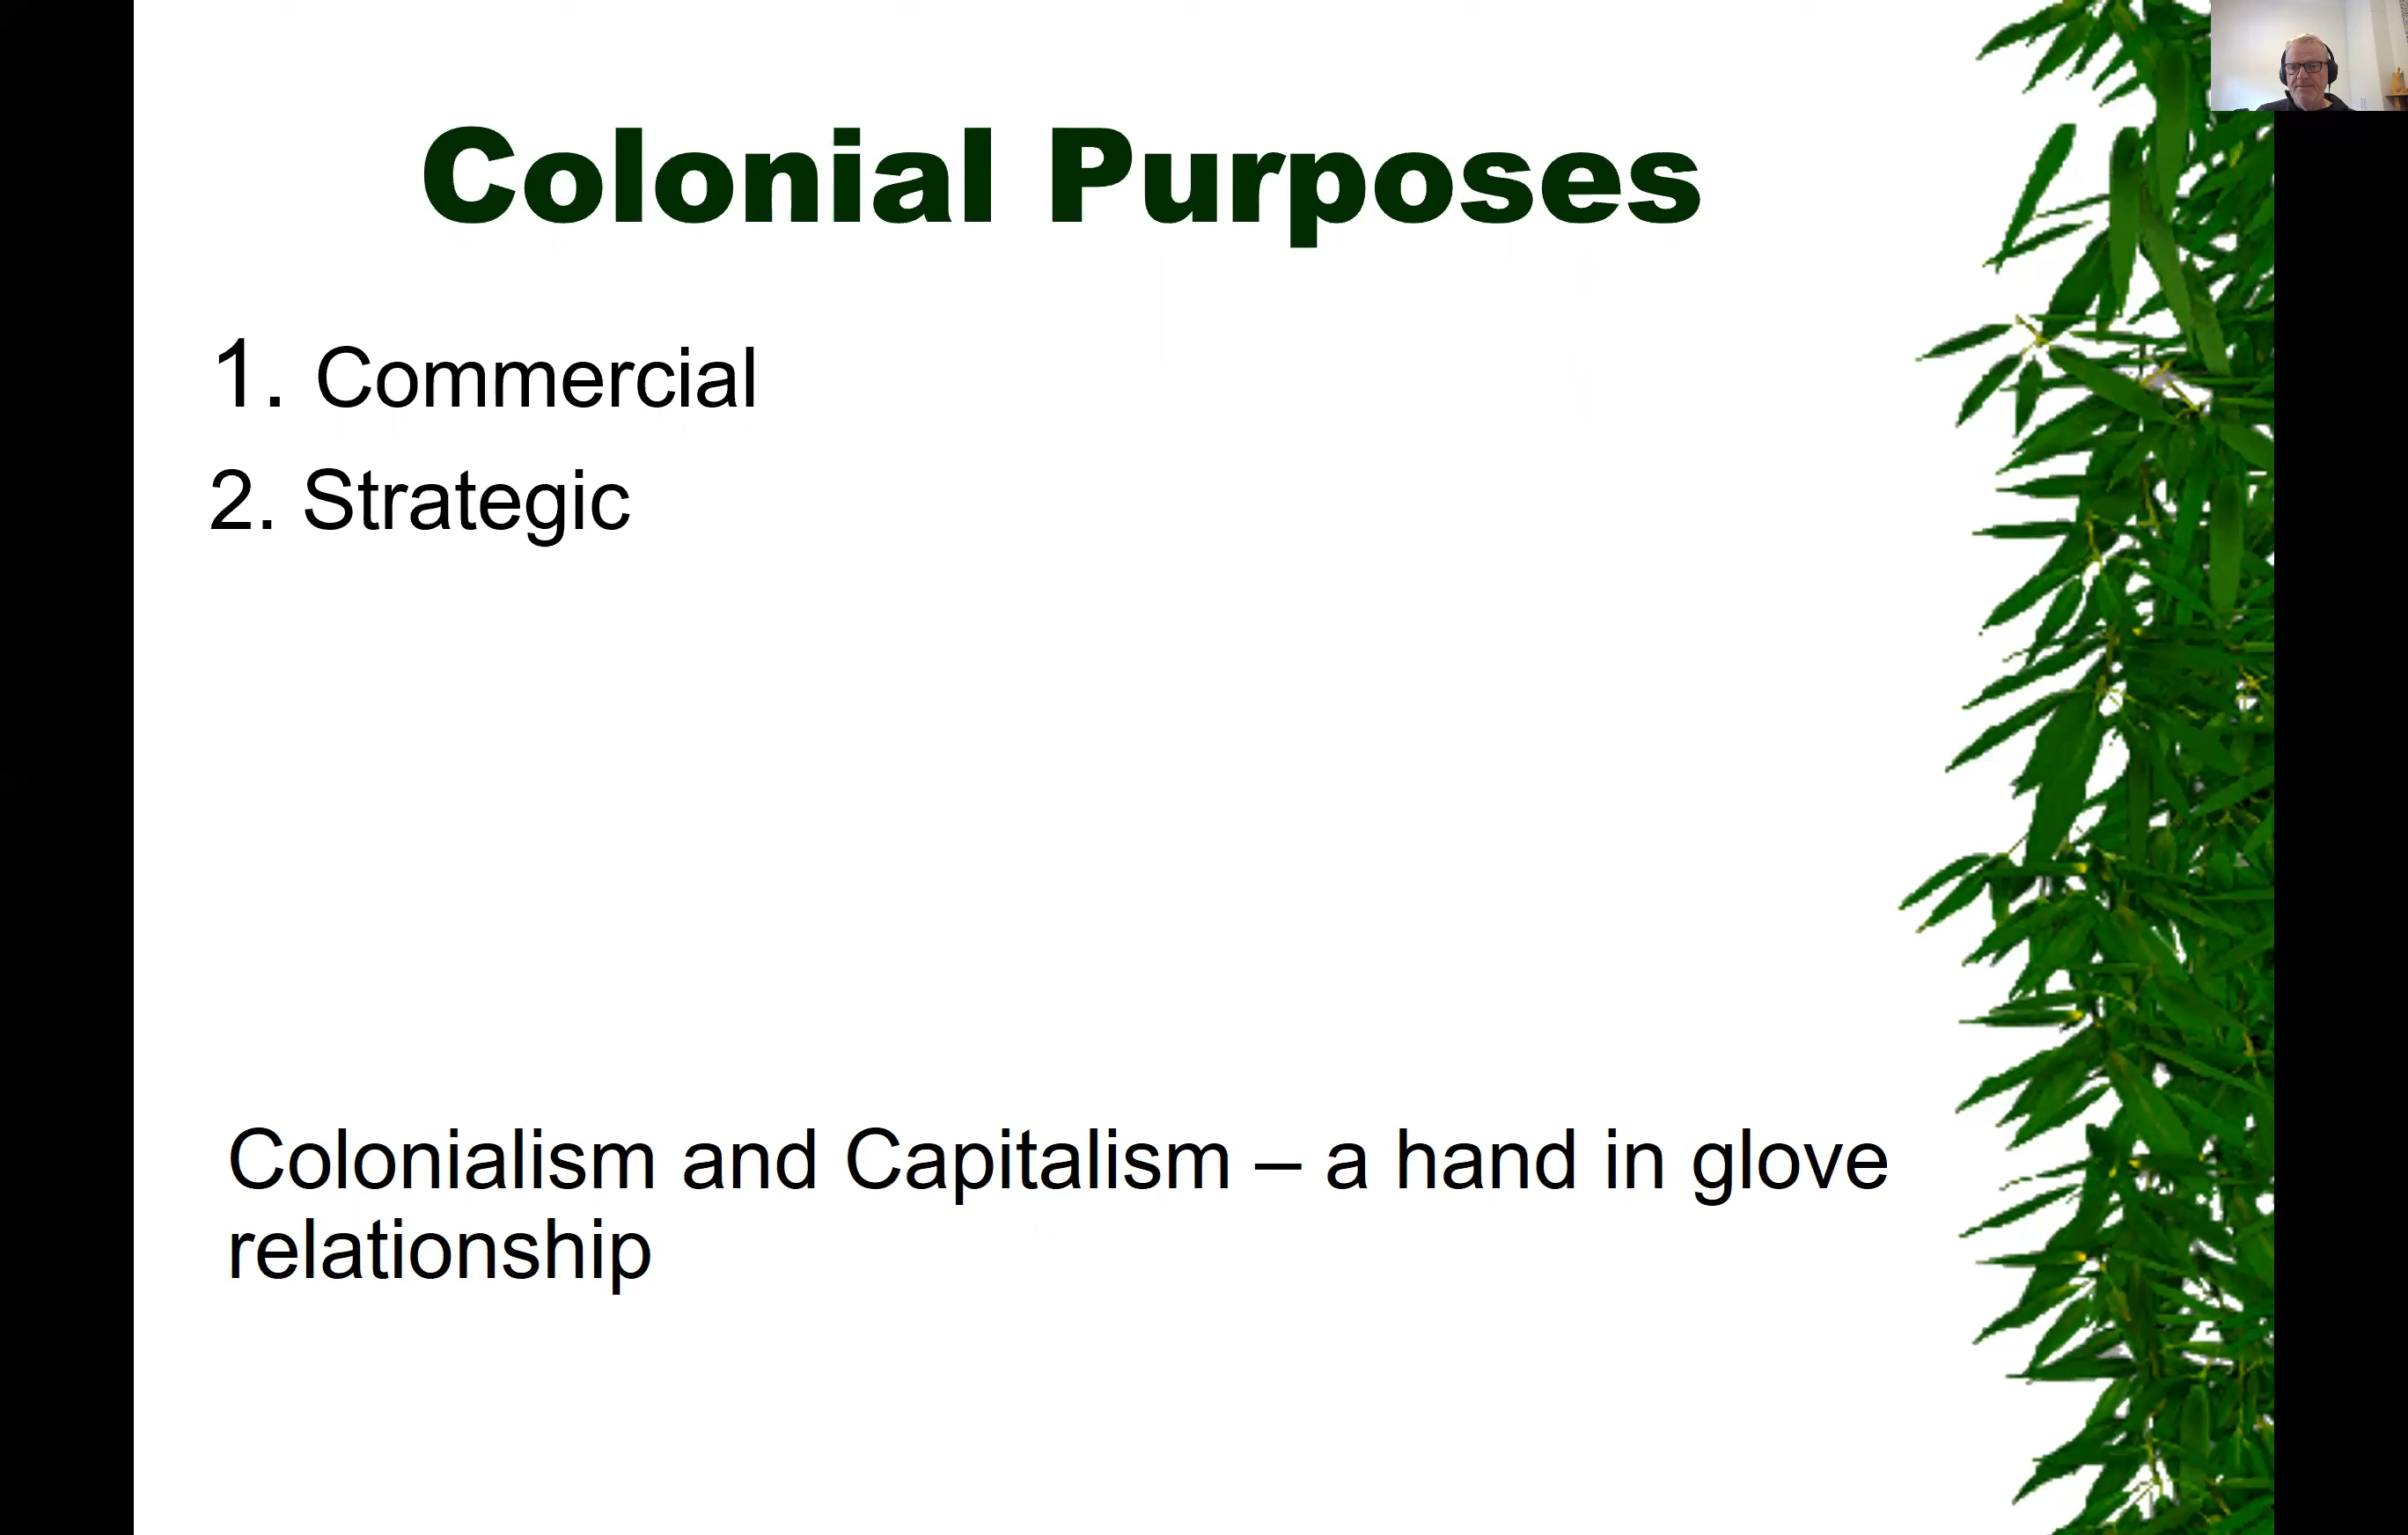 Colonial Purposes
1. Commercial
2. Strategic
Colonialism and Capitalism – a hand in glove
relationship